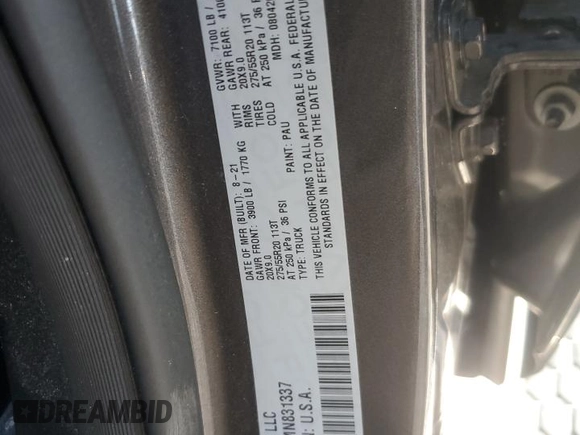 LLC
DATE OF MFR (BUILT): 8-21
GVWR: 7100 LB /
GAWR FRONT: 3900 LB / 1770 KG
WITH
GAWR REAR:
20X9.0
RIMS
20X9.0
275/55R20 113T
TIRES
275/55R20 113T
AT 250 kPa / 36 PSI
COLD
AT 250 kPa / 36 PSI
TYPE: TRUCK
PAINT: PAU
MDH:
THIS VEHICLE CONFORMS TO ALL APPLICABLE U.S.A. FEDERAL
STANDARDS IN EFFECT ON THE DATE OF MANUFACTURE
N831337
U.S.A.
DREAMBID